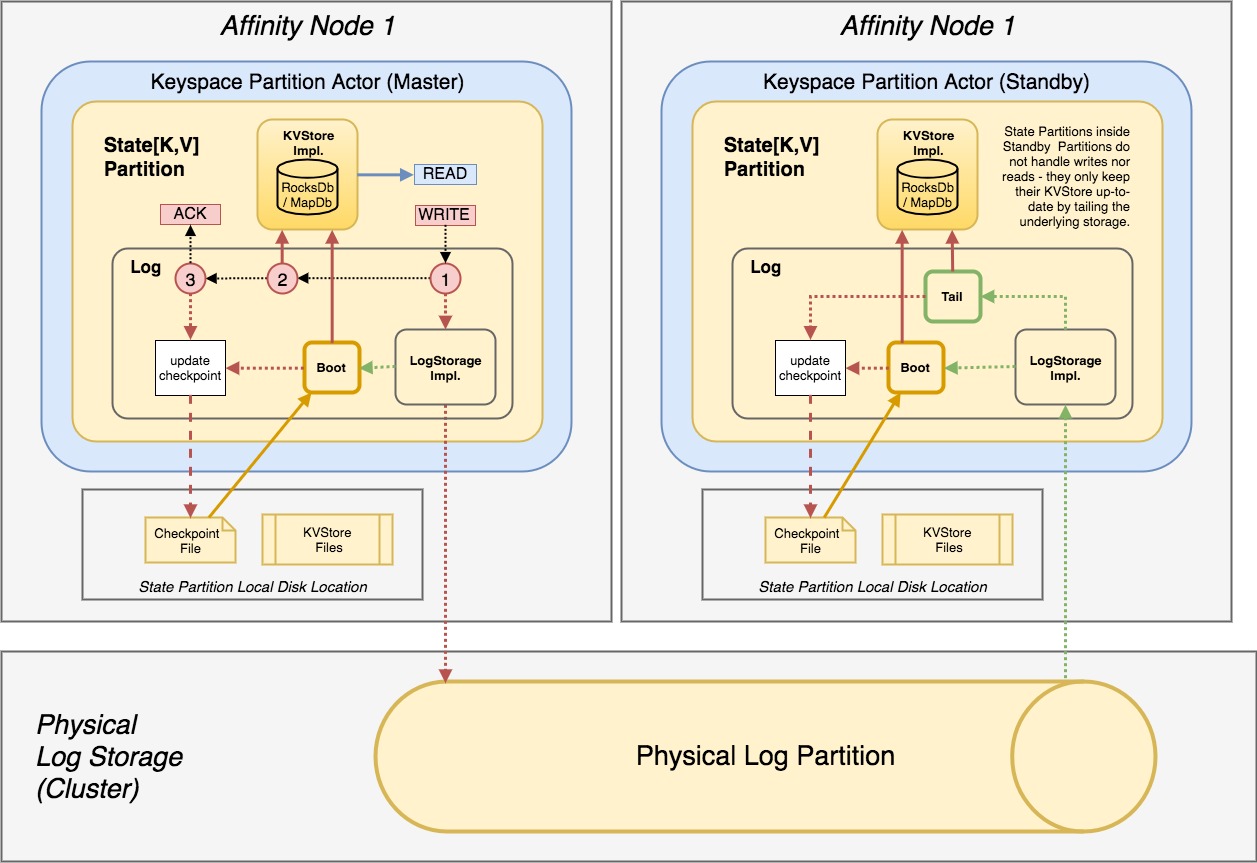 Affinity Node 1
Keyspace Partition Actor (Master)
State[K,V]
Partition
KVStore
Impl.
RocksDb
/ MapDb
READ
ACK
WRITE
Log
3
2
1
update
checkpoint
Boot
LogStorage
Impl.
Checkpoint
File
KVStore
Files
State Partition Local Disk Location
Affinity Node 1
Keyspace Partition Actor (Standby)
State[K,V]
Partition
KVStore
Impl.
RocksDb
/ MapDb
State Partitions inside
Standby Partitions do
not handle writes nor
reads - they only keep
their KVStore up-to-
date by tailing the
underlying storage.
Log
Tail
update
checkpoint
Boot
LogStorage
Impl.
Checkpoint
File
KVStore
Files
State Partition Local Disk Location
Physical
Log Storage
(Cluster)
Physical Log Partition